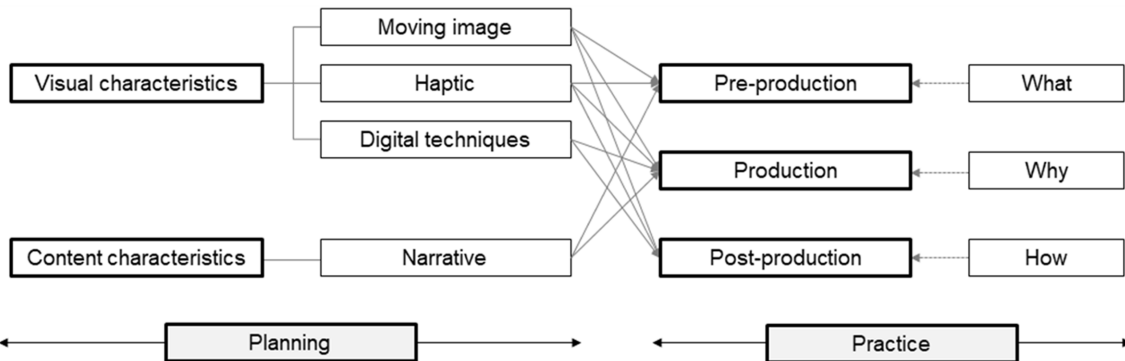 Moving image
Visual characteristics
Haptic
Pre-production
What
Digital techniques
Production
Why
Content characteristics
Narrative
Post-production
How
Planning
Practice